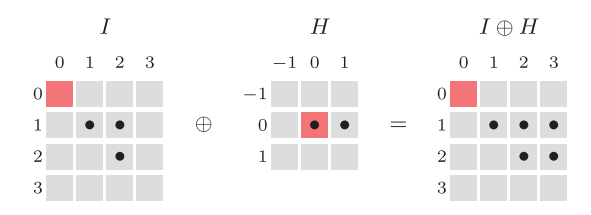 I H I ⊕ H
0 1 2 3 −1 0 1 0 1 2 3
0 −1 0
1 ⊕ 0 = 1
2 1 2
3 3